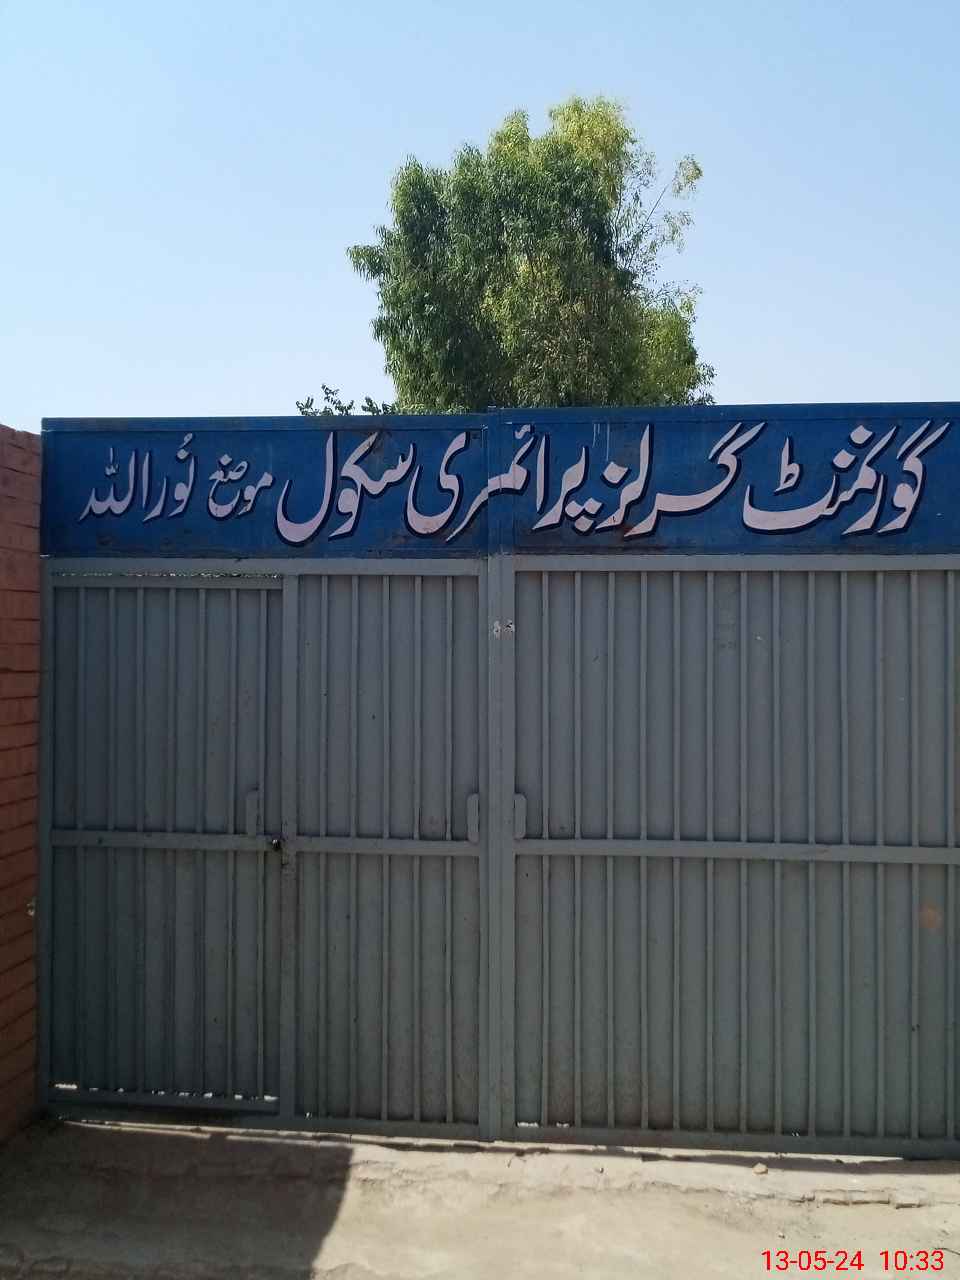 گورنمنٹ گرلز پرائمری سکول موضع نُور اللہ
13-05-24 10:33